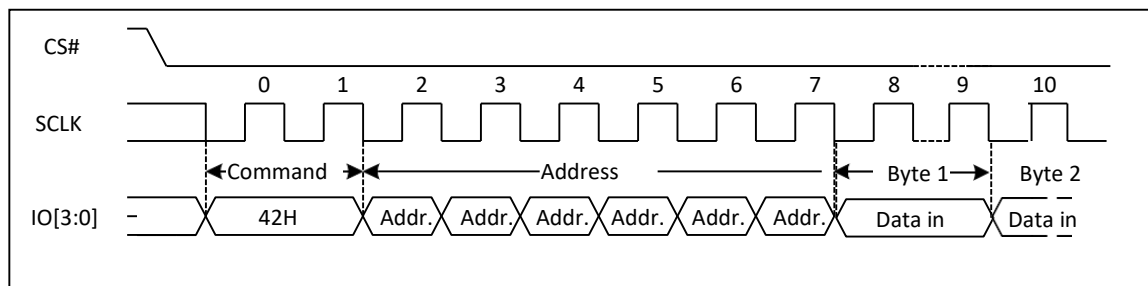 CS#
0 1 2 3 4 5 6 7 8 9 10
SCLK
Command Address Byte 1 Byte 2
IO[3:0] 42H Addr. Addr. Addr. Addr. Addr. Addr. Data in Data in